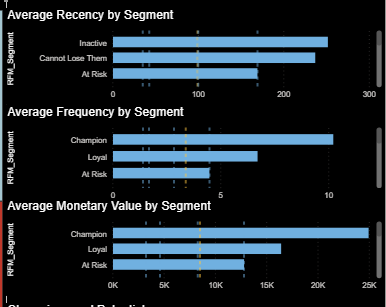 Average Recency by Segment
RFM_Segment
Inactive
Cannot Lose Them
At Risk
0 100 200 300
Average Frequency by Segment
RFM_Segment
Champion
Loyal
At Risk
0 5 10
Average Monetary Value by Segment
RFM_Segment
Champion
Loyal
At Risk
0K 5K 10K 15K 20K 25K